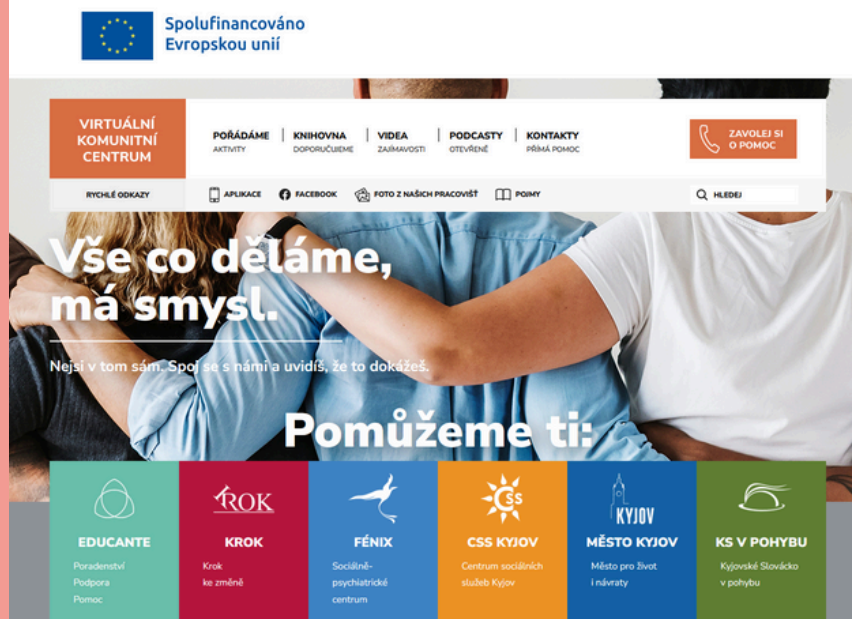 Spolufinancováno
Evropskou unií
VIRTUÁLNÍ
KOMUNITNÍ
CENTRUM
POŘÁDÁME
AKTIVITY
KNIHOVNA
DOPORUČUJEME
VIDEA
ZAJÍMAVOSTI
PODCASTY
OTEVŘENĚ
KONTAKTY
PŘÍMÁ POMOC
ZAVOLEJ SI
O POMOC
RYCHLÉ ODKAZY
APLIKACE
FACEBOOK
FOTO Z NAŠICH PRACOVIŠŤ
POJMY
HLEDEJ
Vše co děláme,
má smysl.
Nejsi v tom sám. Spoj se s námi a uvidíš, že to dokážeš.
Pomůžeme ti:
EDUCANTE
Poradenství
Podpora
Pomoc
KROK
KROK
Krok
ke změně
FÉNIX
Sociálně-
psychiatrické
centrum
CSS
CSS KYJOV
Centrum sociálních
služeb Kyjov
KYJOV
MĚSTO KYJOV
Město pro život
i návraty
KS V POHYBU
Kyjovské Slovácko
v pohybu